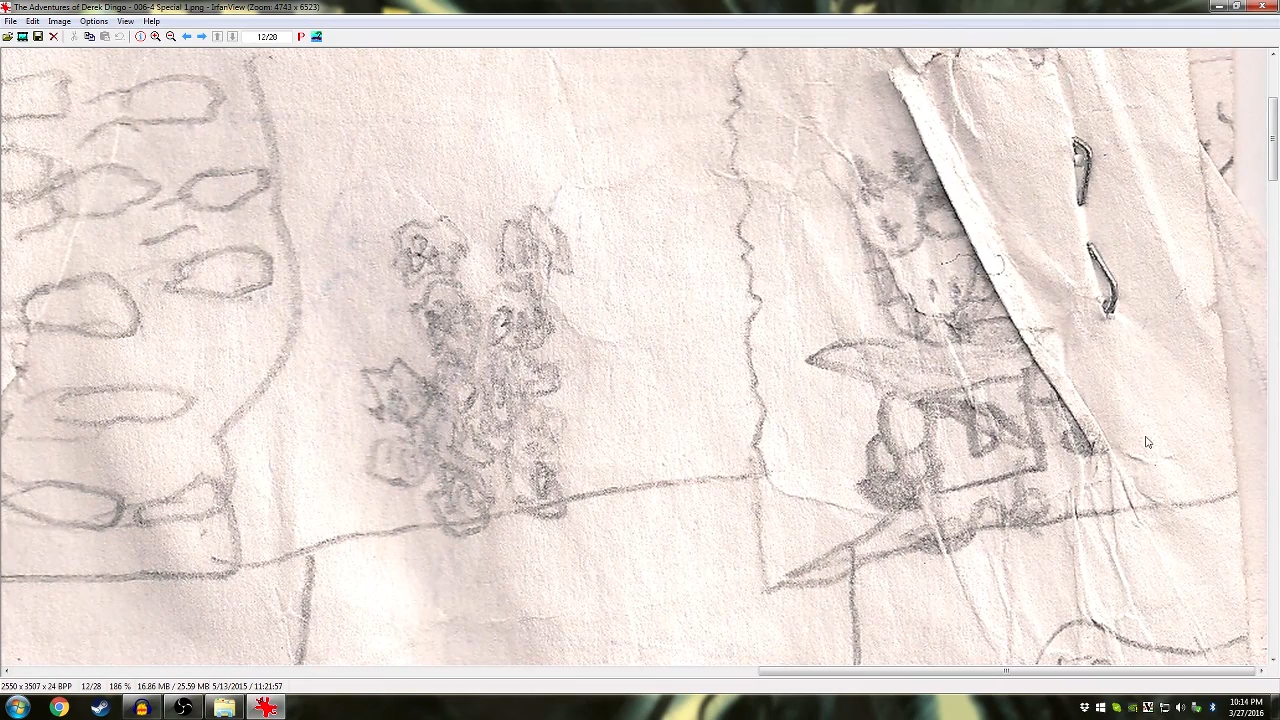 The Adventures of Derek Dingo - 006-4 Special 1.png - IrfanView (Zoom: 4743 x 6523)
File Edit Image Options View Help
12/28
2550 x 3507 x 24 BPP 12/28 186 % 16.86 MB / 25.59 MB 5/13/2015 / 11:21:57
10:14 PM
3/27/2016